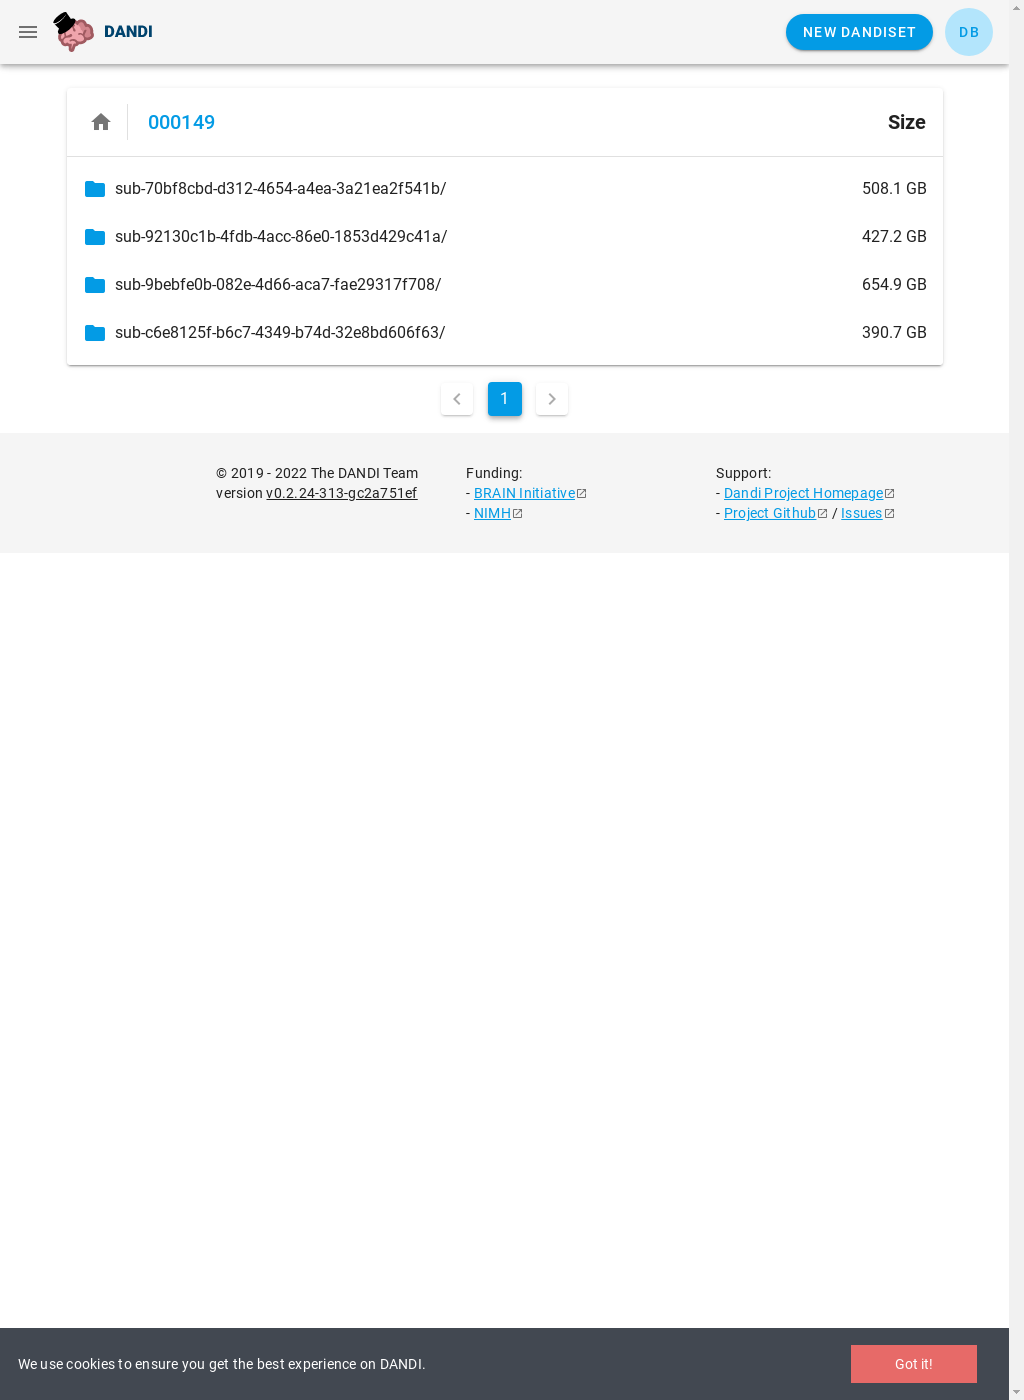 DANDI
NEW DANDISET
DB
000149
Size
sub-70bf8cbd-d312-4654-a4ea-3a21ea2f541b/ 508.1 GB
sub-92130c1b-4fdb-4acc-86e0-1853d429c41a/ 427.2 GB
sub-9bebfe0b-082e-4d66-aca7-fae29317f708/ 654.9 GB
sub-c6e8125f-b6c7-4349-b74d-32e8bd606f63/ 390.7 GB
1
© 2019 - 2022 The DANDI Team
version v0.2.24-313-gc2a751ef
Funding:
- BRAIN Initiative
- NIMH
Support:
- Dandi Project Homepage
- Project Github / Issues
We use cookies to ensure you get the best experience on DANDI.
Got it!